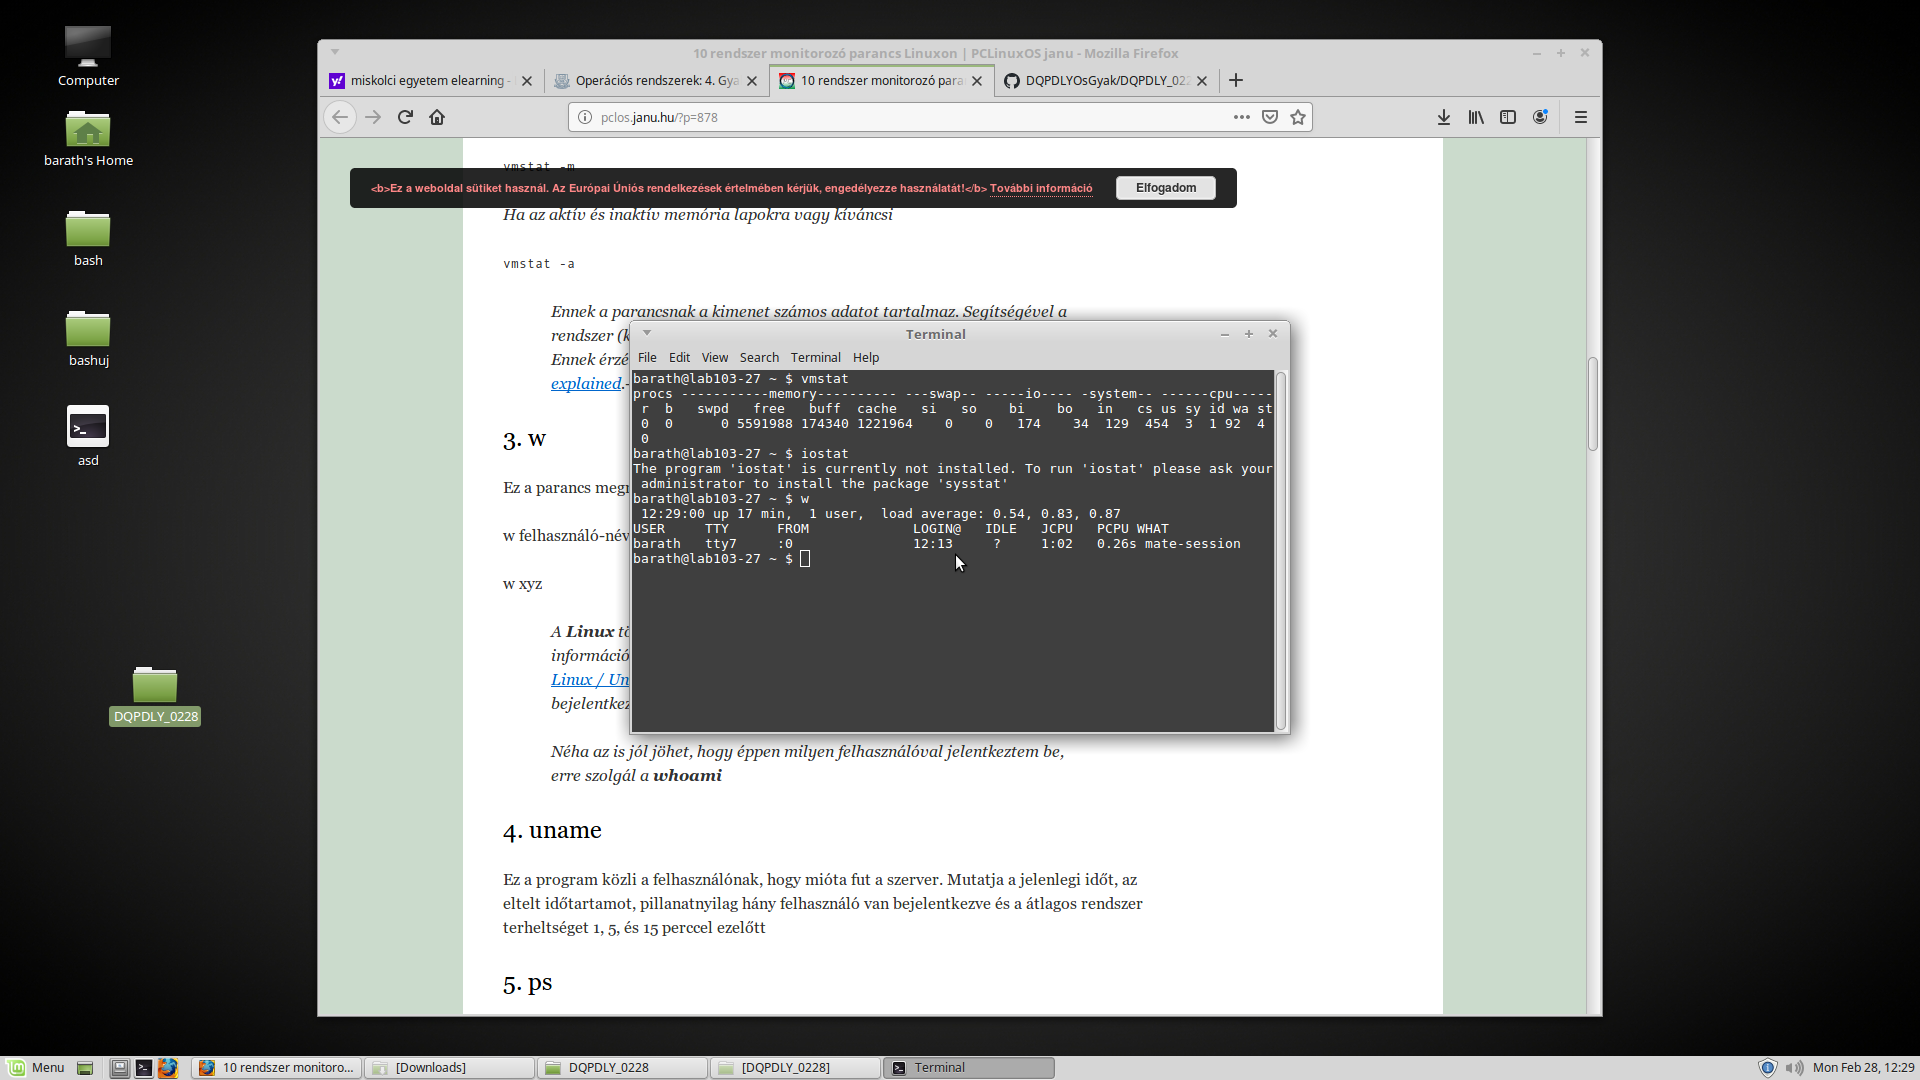 Computer
barath's Home
bash
bashuj
asd
DQPDLY_0228
10 rendszer monitorozó parancs Linuxon | PCLinuxOS janu - Mozilla Firefox
miskolci egyetem elearning -
Operációs rendszerek: 4. Gya
10 rendszer monitorozó para
DQPDLYOsGyak/DQPDLY_022
pclos.janu.hu/?p=878
vmstat -m
<b>Ez a weboldal sütiket használ. Az Európai Úniós rendelkezések értelmében kérjük, engedélyezze használatát!</b> További információ
Elfogadom
Ha az aktív és inaktív memória lapokra vagy kíváncsi
vmstat -a
Ennek a parancsnak a kimenet számos adatot tartalmaz. Segítségével a
rendszer (k
Ennek érzé
explained.-
3. w
Ez a parancs megm
w felhasználó-név
w xyz
A Linux tö
információ
Linux / Un
bejelentkez
Néha az is jól jöhet, hogy éppen milyen felhasználóval jelentkeztem be,
erre szolgál a whoami
4. uname
Ez a program közli a felhasználónak, hogy mióta fut a szerver. Mutatja a jelenlegi időt, az
eltelt időtartamot, pillanatnyilag hány felhasználó van bejelentkezve és a átlagos rendszer
terheltséget 1, 5, és 15 perccel ezelőtt
5. ps
Terminal
File Edit View Search Terminal Help
barath@lab103-27 ~ $ vmstat
procs -----------memory---------- ---swap-- -----io---- -system-- ------cpu-----
 r  b   swpd   free   buff  cache   si   so    bi    bo   in   cs us sy id wa st
 0  0      0 5591988 174340 1221964    0    0   174    34  129  454  3  1 92  4
 0
barath@lab103-27 ~ $ iostat
The program 'iostat' is currently not installed. To run 'iostat' please ask your
 administrator to install the package 'sysstat'
barath@lab103-27 ~ $ w
 12:29:00 up 17 min,  1 user,  load average: 0.54, 0.83, 0.87
USER     TTY      FROM             LOGIN@   IDLE   JCPU   PCPU WHAT
barath   tty7     :0               12:13     ?     1:02   0.26s mate-session
barath@lab103-27 ~ $
Menu
10 rendszer monitoro...
[Downloads]
DQPDLY_0228
[DQPDLY_0228]
Terminal
Mon Feb 28, 12:29